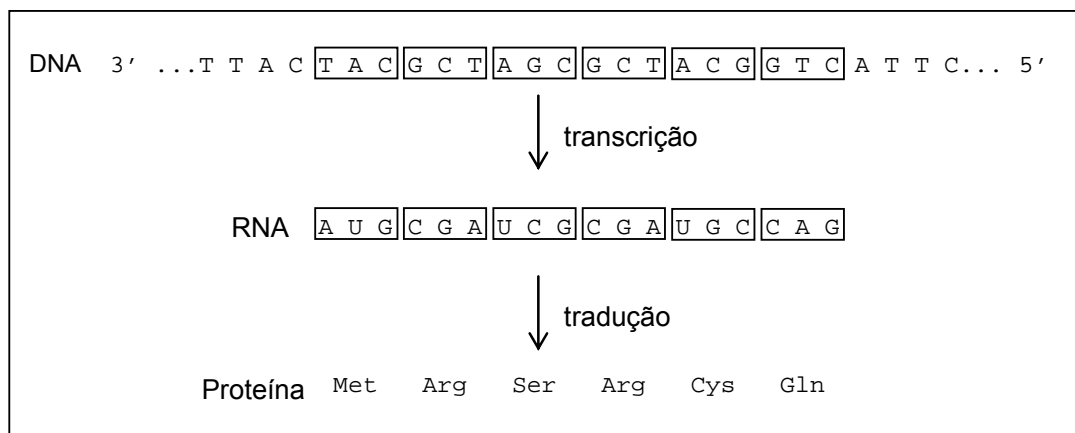 DNA 3′ ...T T A C T A C G C T A G C G C T A C G G T C A T T C... 5′
transcrição
RNA A U G C G A U C G C G A U G C C A G
tradução
Proteína Met Arg Ser Arg Cys Gln